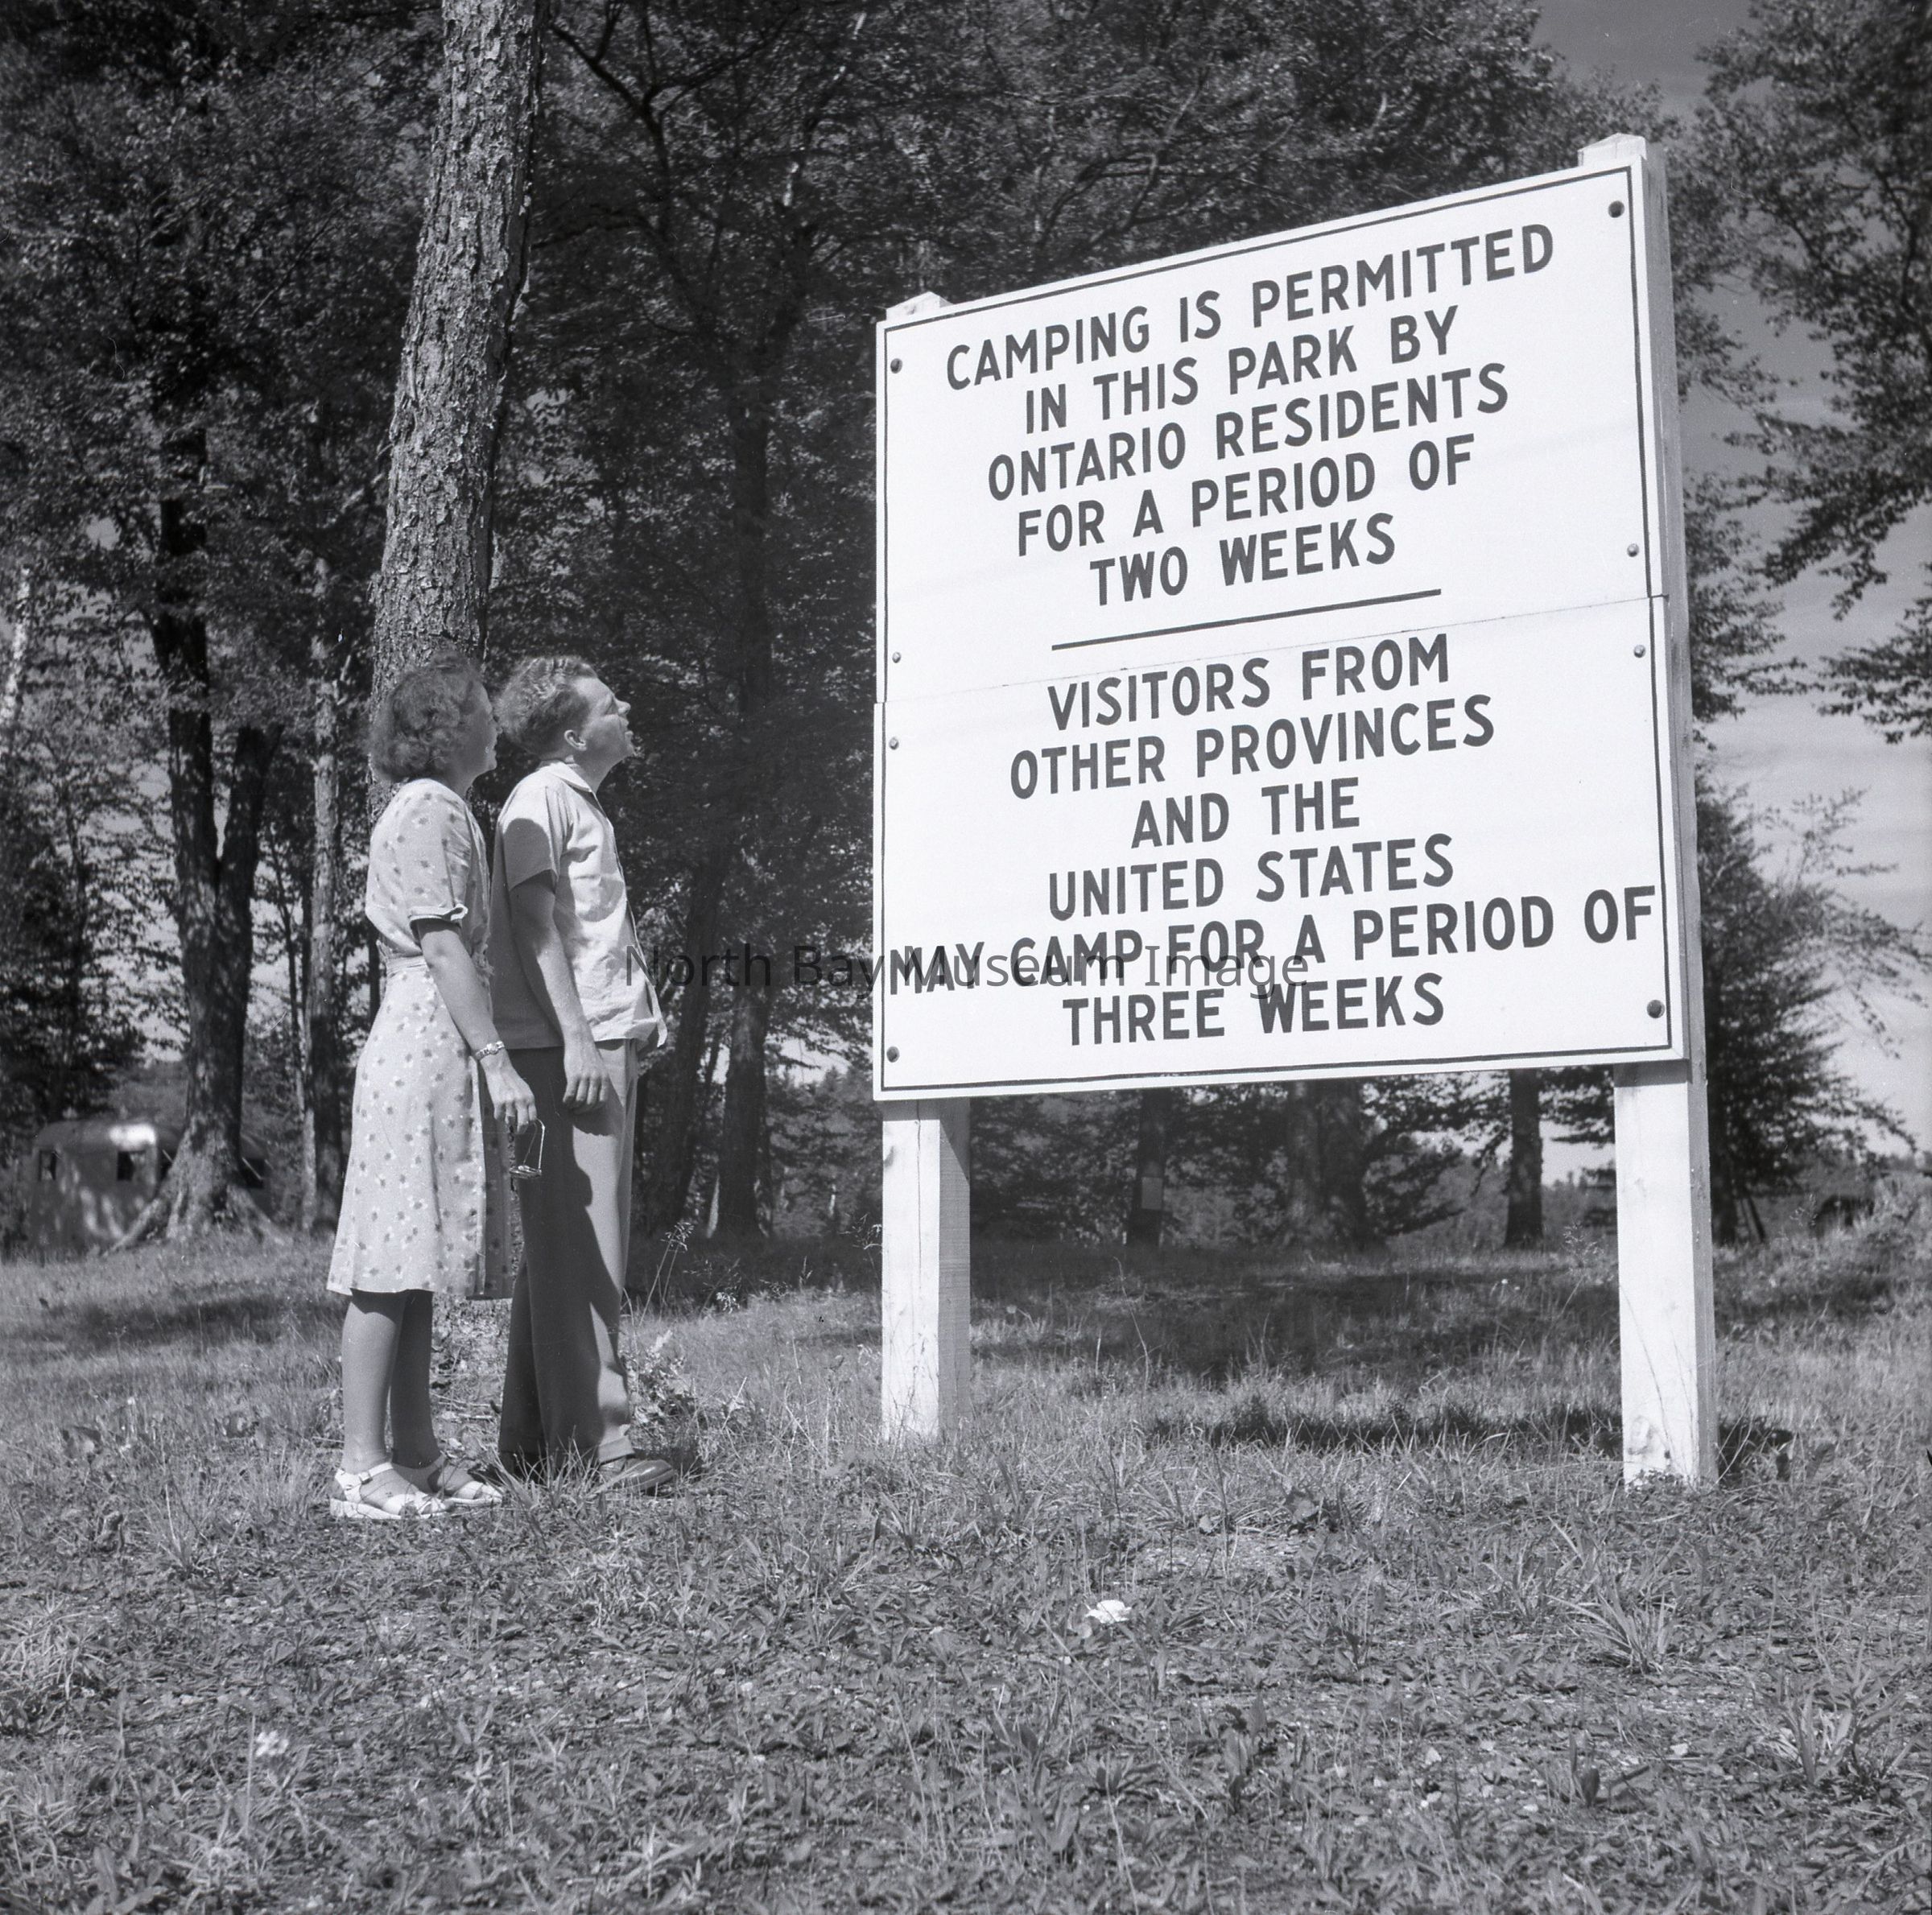 CAMPING IS PERMITTED
IN THIS PARK BY
ONTARIO RESIDENTS
FOR A PERIOD OF
TWO WEEKS
VISITORS FROM
OTHER PROVINCES
AND THE
UNITED STATES
MAY CAMP FOR A PERIOD OF
THREE WEEKS
North Bay Museum Image